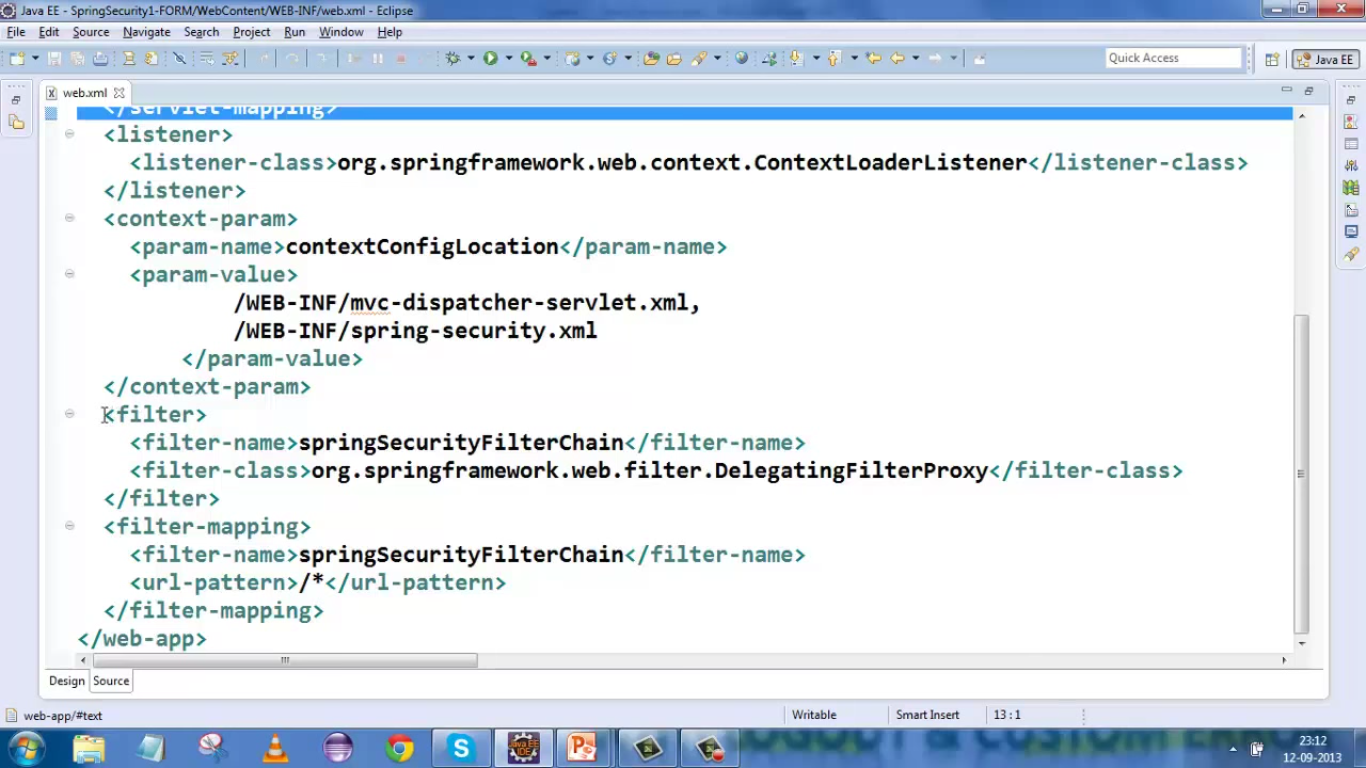 Java EE - SpringSecurity1-FORM/WebContent/WEB-INF/web.xml - Eclipse
File Edit Source Navigate Search Project Run Window Help
Quick Access
Java EE
web.xml
</servlet-mapping>
<listener>
<listener-class>org.springframework.web.context.ContextLoaderListener</listener-class>
</listener>
<context-param>
<param-name>contextConfigLocation</param-name>
<param-value>
/WEB-INF/mvc-dispatcher-servlet.xml,
/WEB-INF/spring-security.xml
</param-value>
</context-param>
<filter>
<filter-name>springSecurityFilterChain</filter-name>
<filter-class>org.springframework.web.filter.DelegatingFilterProxy</filter-class>
</filter>
<filter-mapping>
<filter-name>springSecurityFilterChain</filter-name>
<url-pattern>/*</url-pattern>
</filter-mapping>
</web-app>
Design Source
web-app/#text
Writable
Smart Insert
13 : 1
23:12
12-09-2013